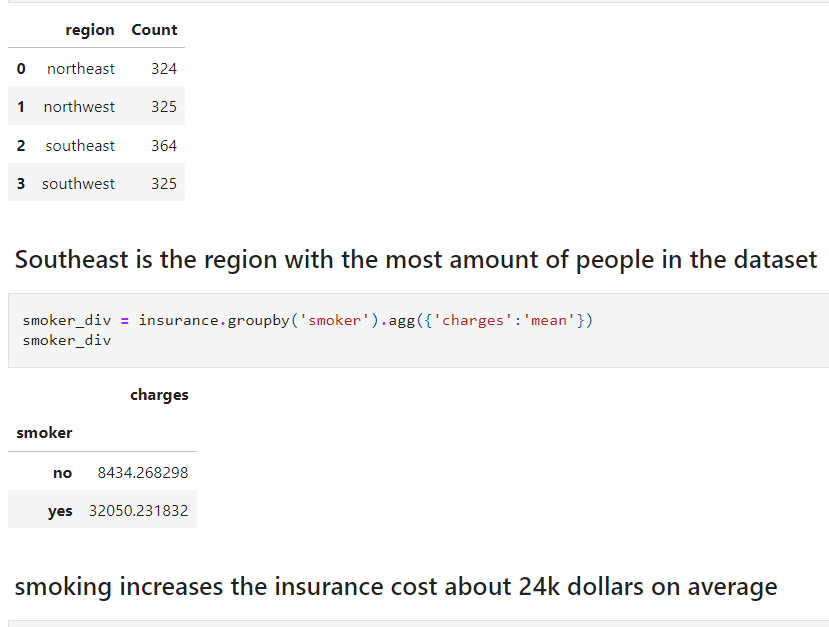 region Count
0 northeast 324
1 northwest 325
2 southeast 364
3 southwest 325
Southeast is the region with the most amount of people in the dataset
smoker_div = insurance.groupby('smoker').agg({'charges':'mean'})
smoker_div
charges
smoker
no 8434.268298
yes 32050.231832
smoking increases the insurance cost about 24k dollars on average